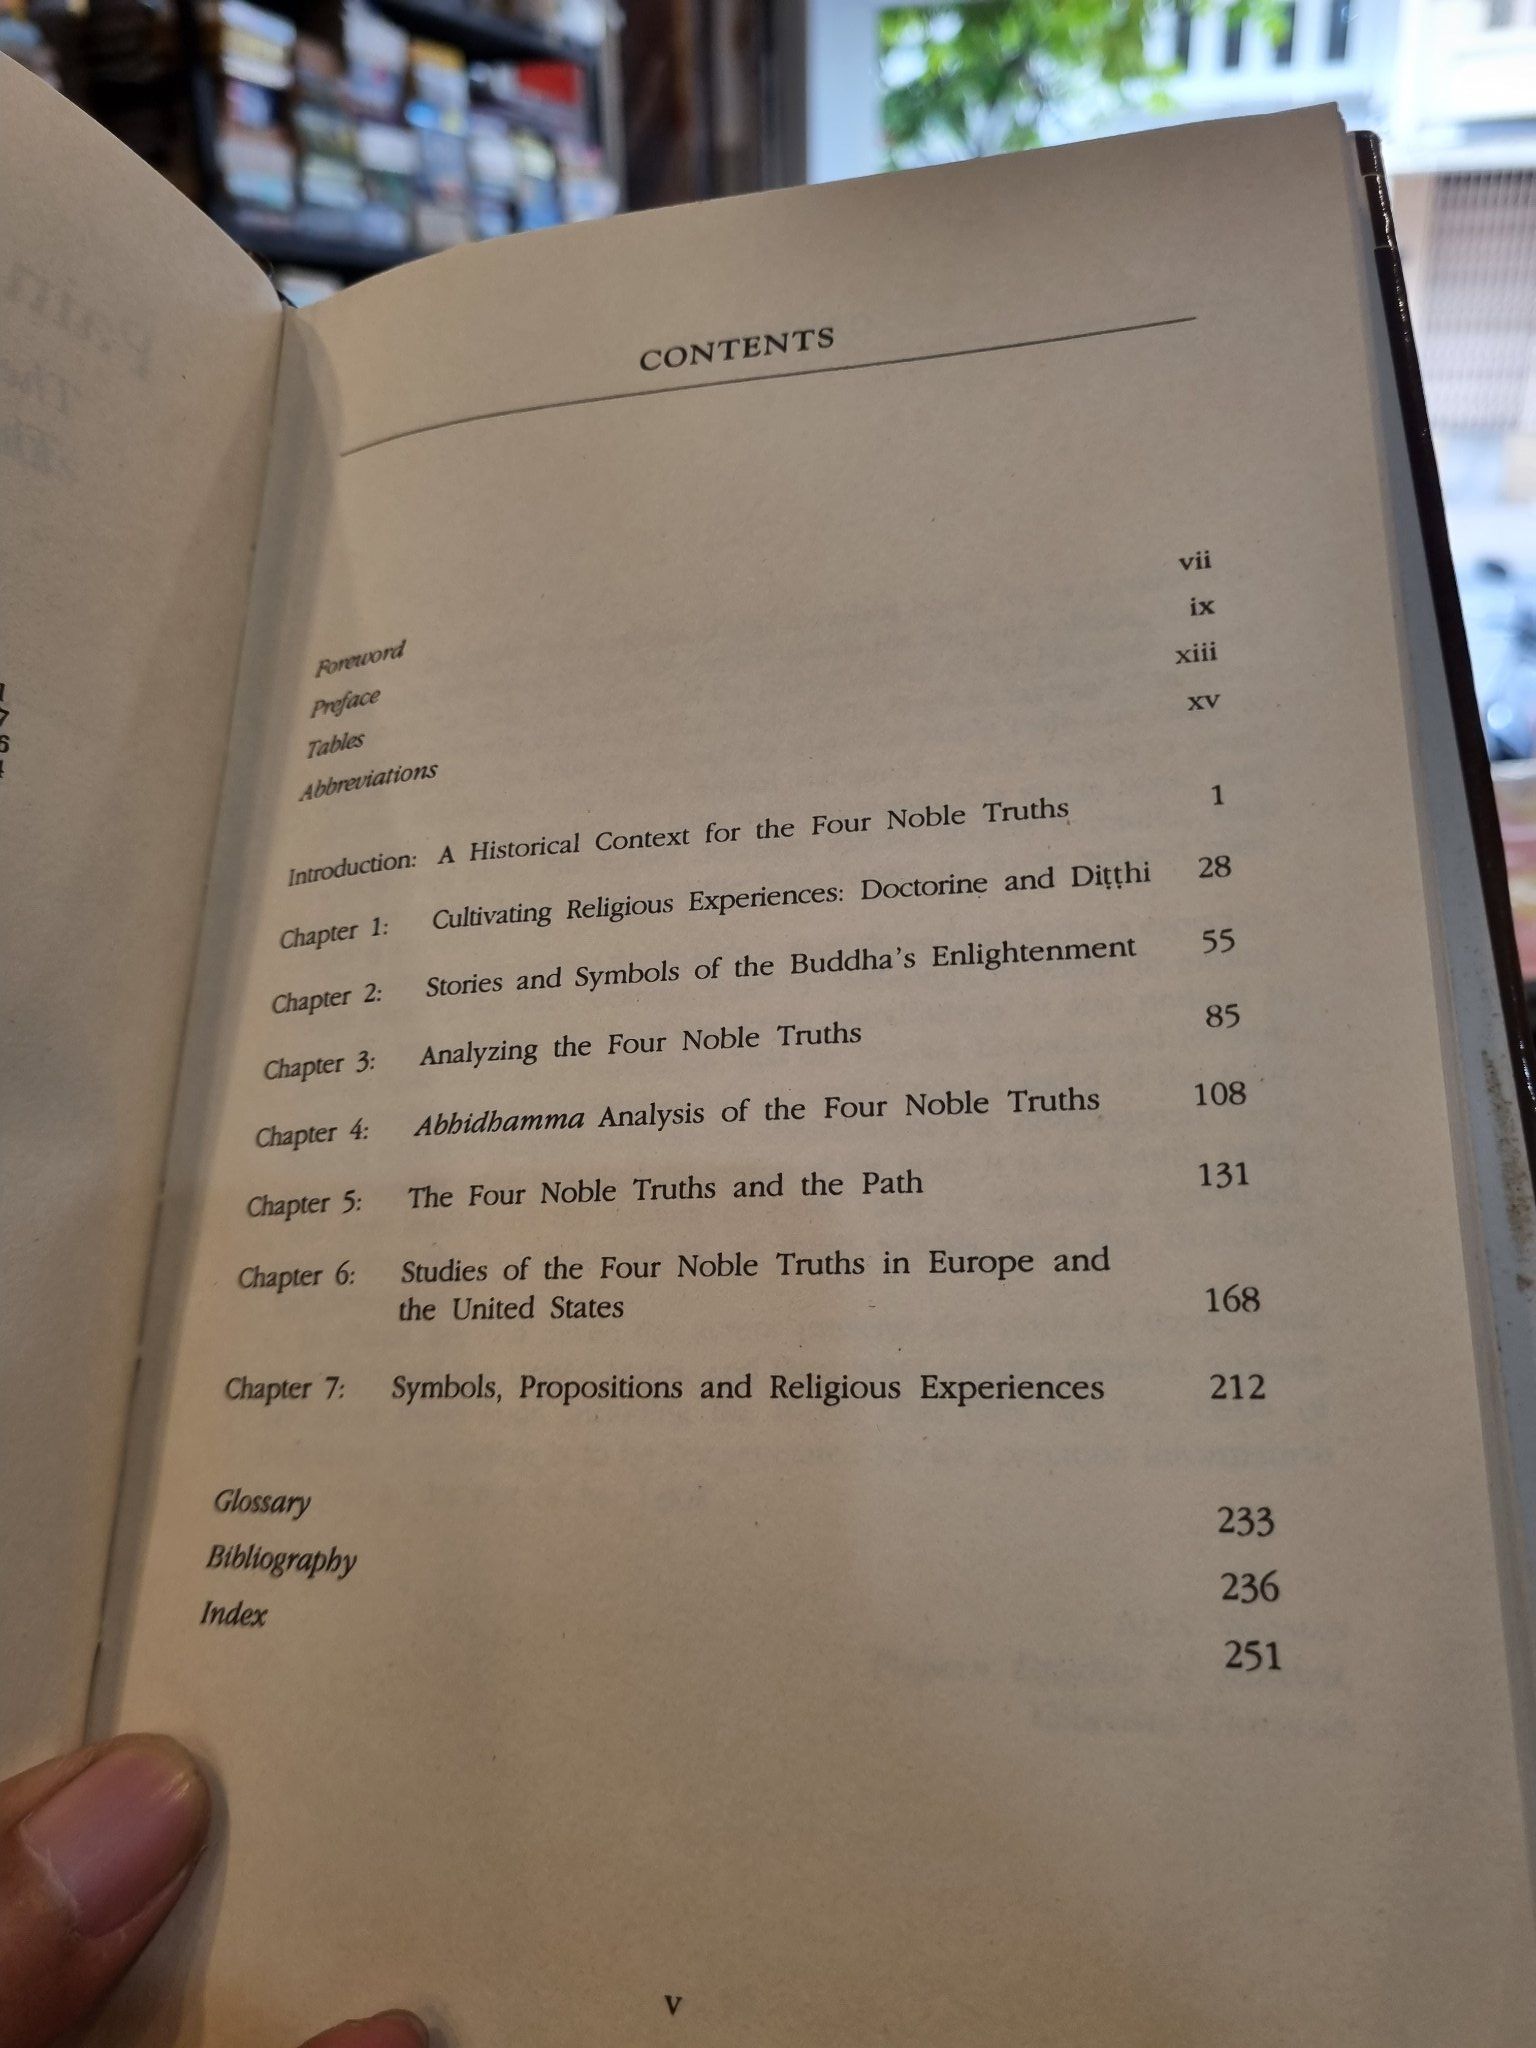 CONTENTS
Foreword vii
Preface ix
Tables xiii
Abbreviations xv
Introduction: A Historical Context for the Four Noble Truths 1
Chapter 1: Cultivating Religious Experiences: Doctorine and Diṭṭhi 28
Chapter 2: Stories and Symbols of the Buddha's Enlightenment 55
Chapter 3: Analyzing the Four Noble Truths 85
Chapter 4: Abhidhamma Analysis of the Four Noble Truths 108
Chapter 5: The Four Noble Truths and the Path 131
Chapter 6: Studies of the Four Noble Truths in Europe and
the United States 168
Chapter 7: Symbols, Propositions and Religious Experiences 212
Glossary 233
Bibliography 236
Index 251
v